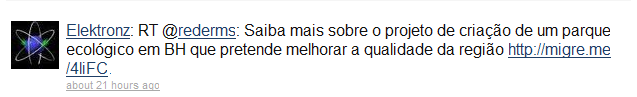 Elektronz: RT @rederms: Saiba mais sobre o projeto de criação de um parque
ecológico em BH que pretende melhorar a qualidade da região http://migre.me
/4liFC.
about 21 hours ago